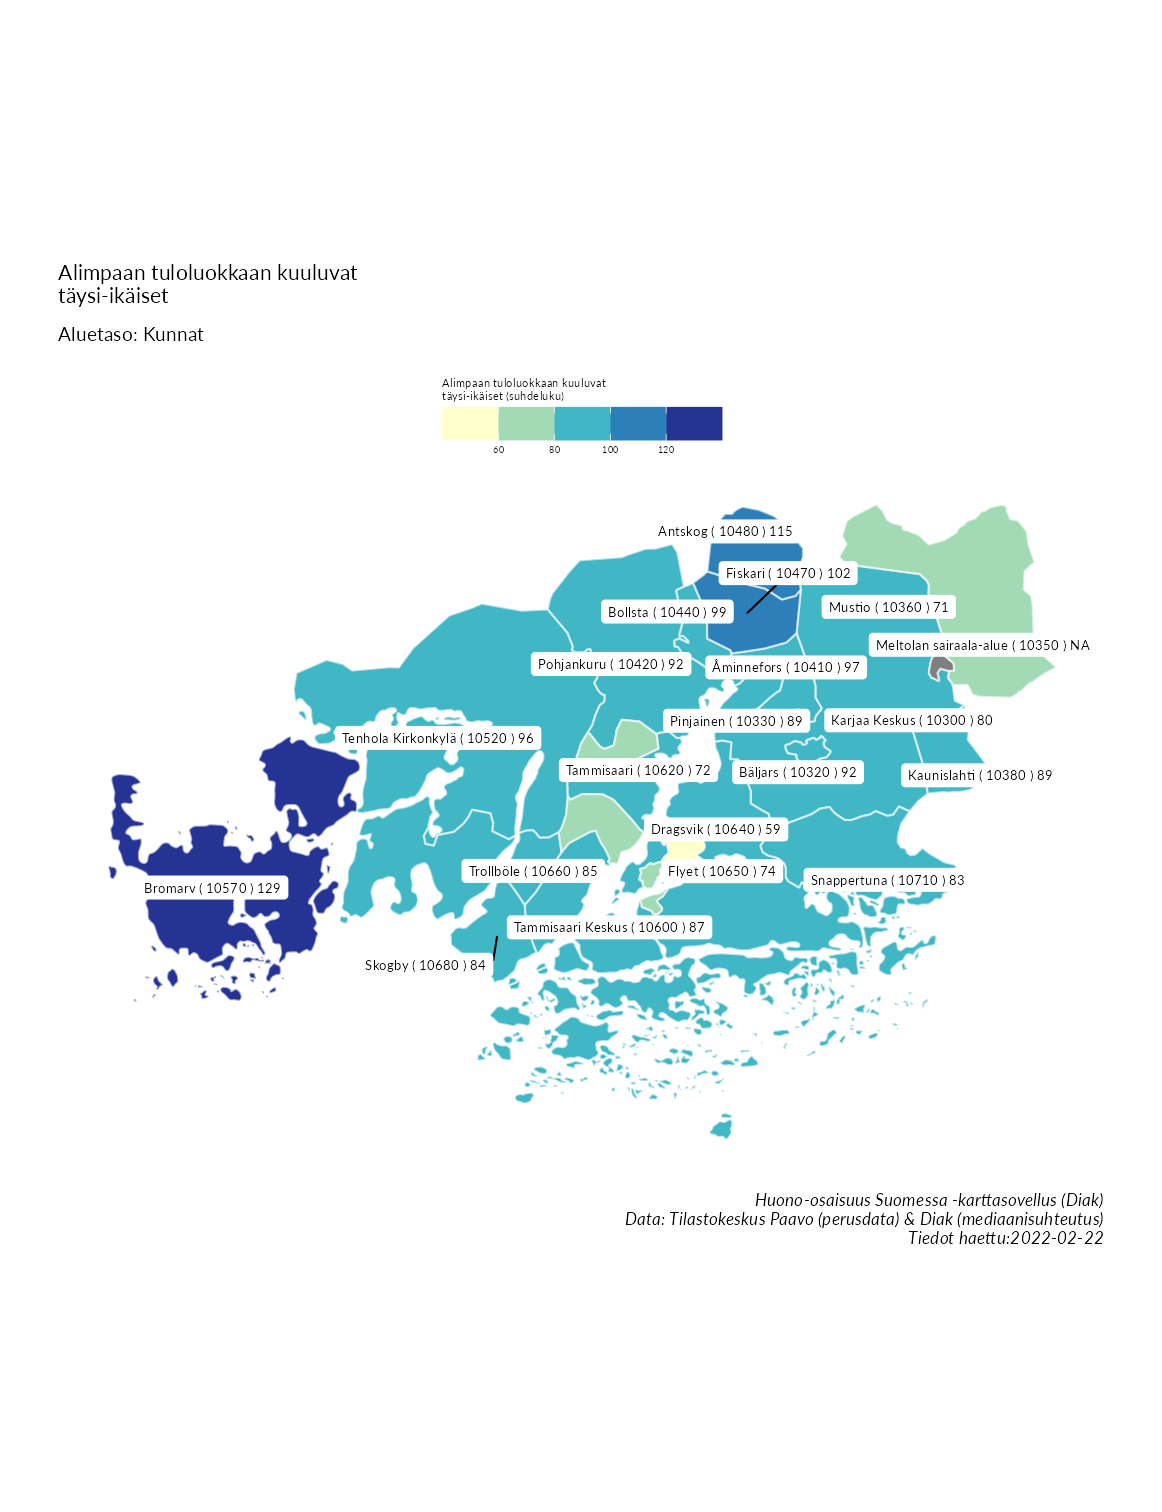 Alimpaan tuloluokkaan kuuluvat
täysi-ikäiset
Aluetaso: Kunnat
Alimpaan tuloluokkaan kuuluvat
täysi-ikäiset (suhdeluku)
60 80 100 120
Antskog ( 10480 ) 115
Fiskari ( 10470 ) 102
Bollsta ( 10440 ) 99
Mustio ( 10360 ) 71
Meltolan sairaala-alue ( 10350 ) NA
Pohjankuru ( 10420 ) 92
Åminnefors ( 10410 ) 97
Pinjainen ( 10330 ) 89
Karjaa Keskus ( 10300 ) 80
Tenhola Kirkonkylä ( 10520 ) 96
Tammisaari ( 10620 ) 72
Bäljars ( 10320 ) 92
Kaunislahti ( 10380 ) 89
Dragsvik ( 10640 ) 59
Trollböle ( 10660 ) 85
Flyet ( 10650 ) 74
Snappertuna ( 10710 ) 83
Bromarv ( 10570 ) 129
Tammisaari Keskus ( 10600 ) 87
Skogby ( 10680 ) 84
Huono-osaisuus Suomessa -karttasovellus (Diak)
Data: Tilastokeskus Paavo (perusdata) & Diak (mediaanisuhteutus)
Tiedot haettu:2022-02-22